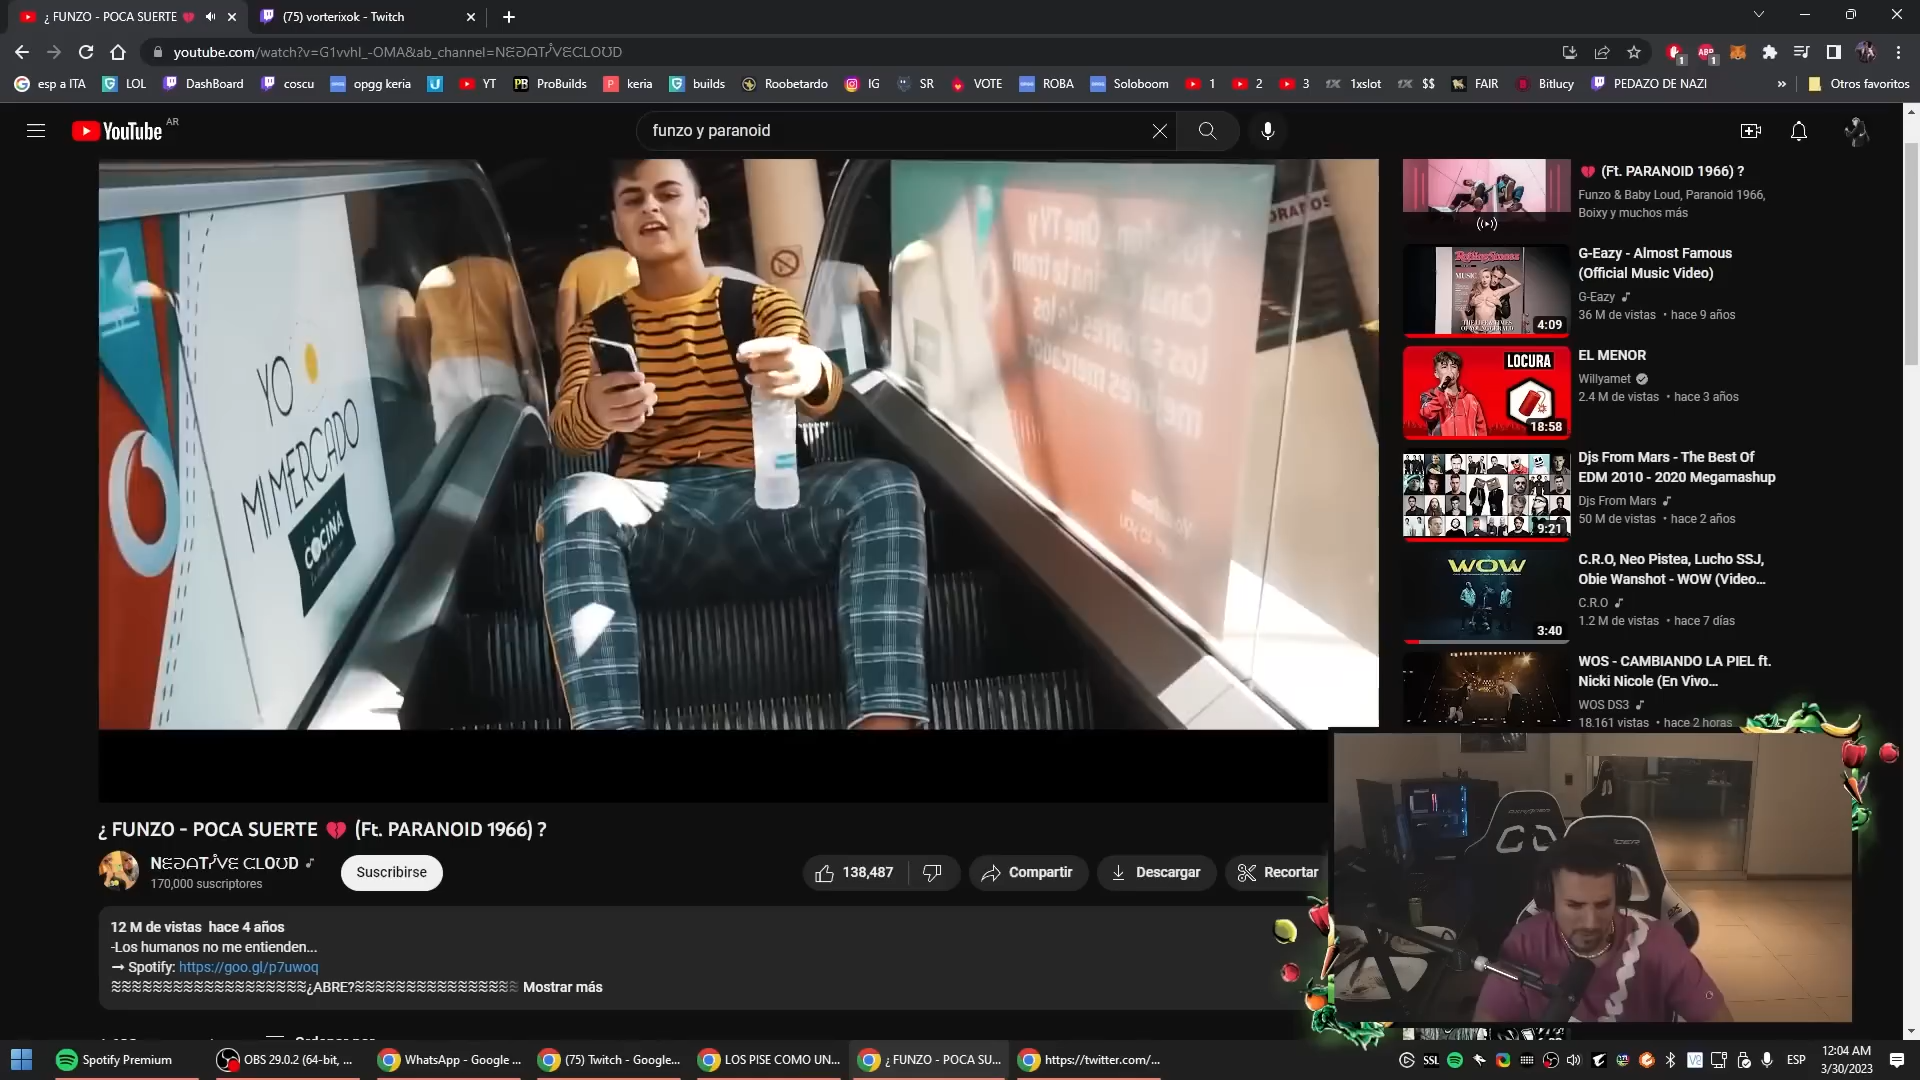 ¿ FUNZO - POCA SUERTE 💔
(75) vorterixok - Twitch
youtube.com/watch?v=G1vvhl_-OMA&ab_channel=
esp a ITA LOL DashBoard coscu opgg keria YT ProBuilds keria builds Roobetardo IG SR VOTE ROBA Soloboom 1 2 3 1xslot $$ FAIR Bitlucy PEDAZO DE NAZI » Otros favoritos
YouTube AR
funzo y paranoid
YO
MI MERCADO
COCINA
💔 (Ft. PARANOID 1966) ?
Funzo & Baby Loud, Paranoid 1966,
Boixy y muchos más
G-Eazy - Almost Famous
(Official Music Video)
G-Eazy
36 M de vistas • hace 9 años
4:09
EL MENOR
Willyamet
2.4 M de vistas • hace 3 años
LOCURA
18:58
Djs From Mars - The Best Of
EDM 2010 - 2020 Megamashup
Djs From Mars
50 M de vistas • hace 2 años
9:21
C.R.O, Neo Pistea, Lucho SSJ,
Obie Wanshot - WOW (Video...
C.R.O
1.2 M de vistas • hace 7 días
WOW
3:40
WOS - CAMBIANDO LA PIEL ft.
Nicki Nicole (En Vivo...
WOS DS3
18.161 vistas • hace 2 horas
¿ FUNZO - POCA SUERTE 💔 (Ft. PARANOID 1966) ?
170,000 suscriptores
Suscribirse
138,487
Compartir
Descargar
Recortar
12 M de vistas hace 4 años
-Los humanos no me entienden...
→ Spotify: https://goo.gl/p7uwoq
≋≋≋≋≋≋≋≋≋≋≋≋≋≋≋≋≋≋≋¿ABRE?≋≋≋≋≋≋≋≋≋≋≋≋≋≋≋≋ Mostrar más
Spotify Premium
OBS 29.0.2 (64-bit, ...
WhatsApp - Google ...
(75) Twitch - Google...
LOS PISE COMO UN...
¿ FUNZO - POCA SU...
https://twitter.com/...
SSL
ESP
12:04 AM
3/30/2023